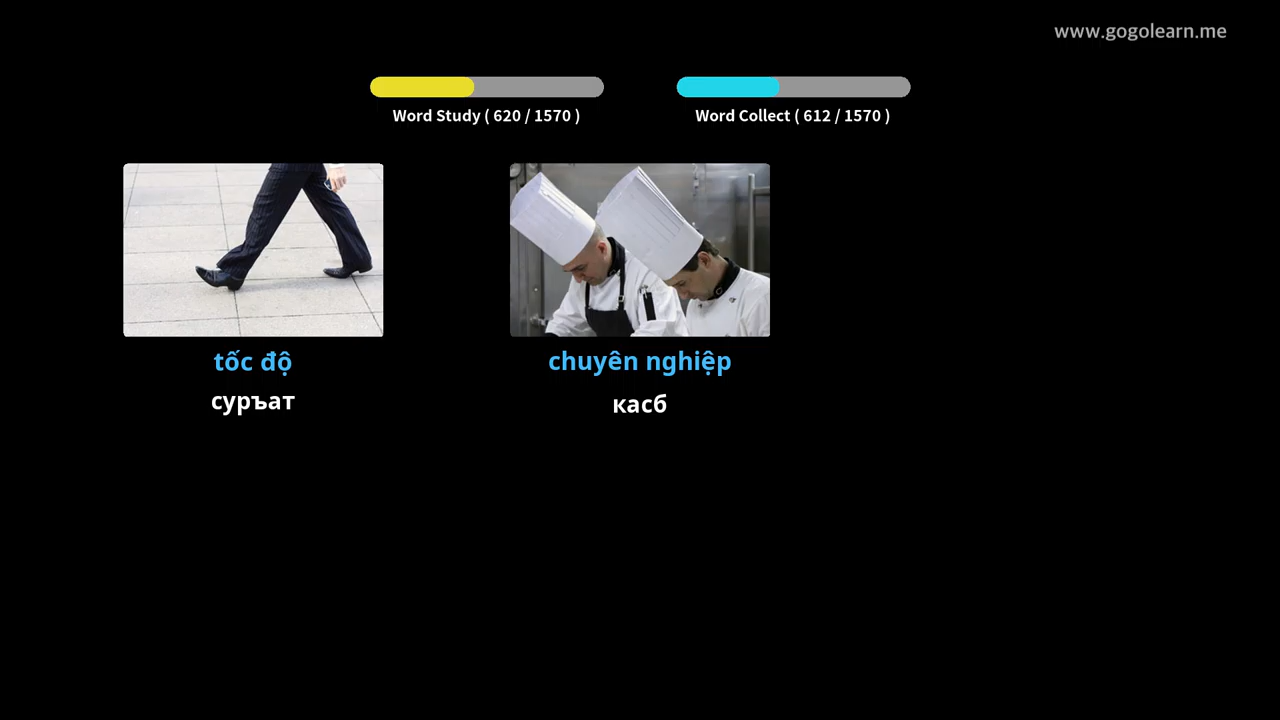 www.gogolearn.me
Word Study ( 620 / 1570 )
Word Collect ( 612 / 1570 )
tốc độ
суръат
chuyên nghiệp
касб